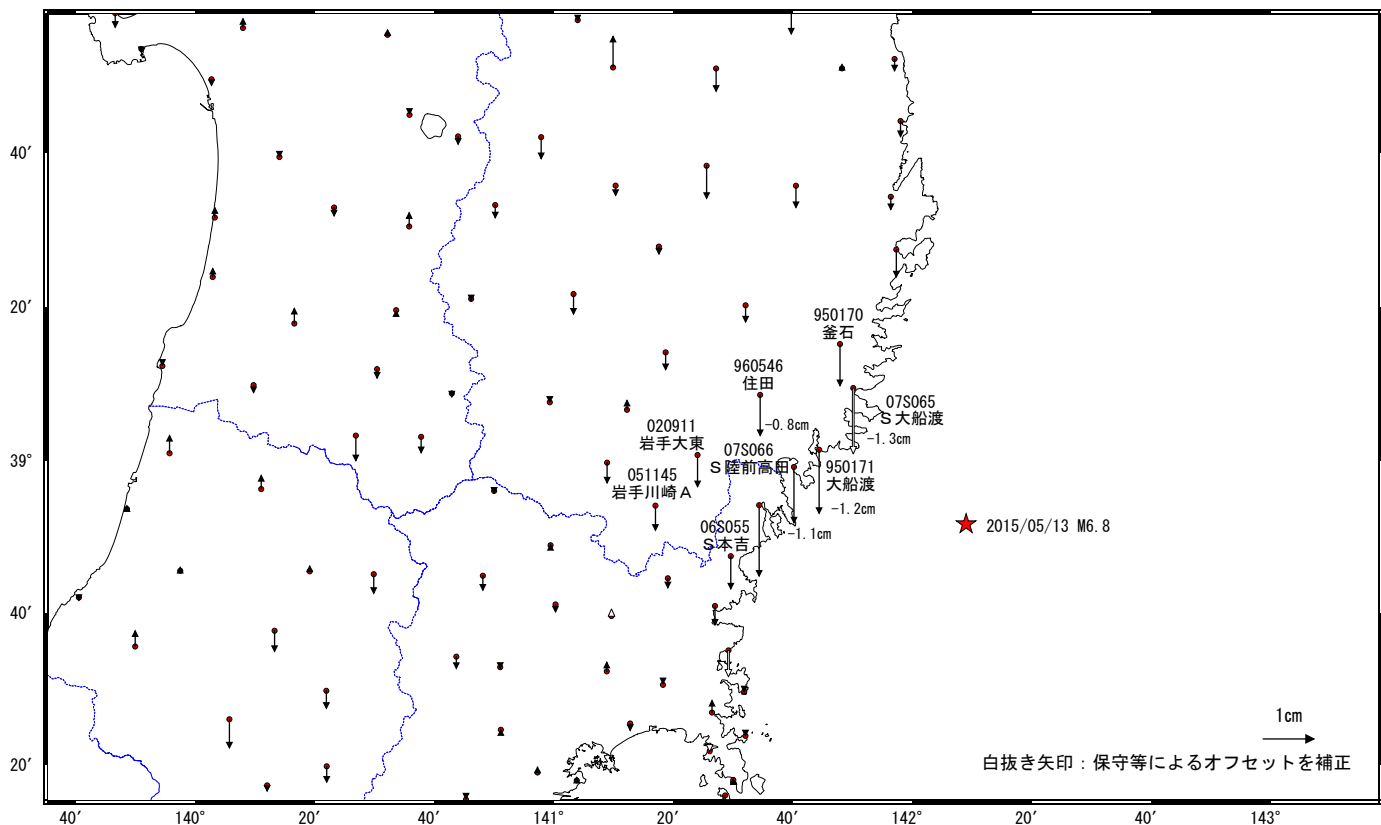 40′
20′
39°
40′
20′
950170
釜石
960546
住田
-0.8cm
07S065
S大船渡
-1.3cm
020911
岩手大東
07S066
S陸前高田
950171
大船渡
-1.2cm
051145
岩手川崎A
06S055
S本吉
-1.1cm
2015/05/13 M6.8
1cm
白抜き矢印：保守等によるオフセットを補正
40′
140°
20′
40′
141°
20′
40′
142°
20′
40′
143°